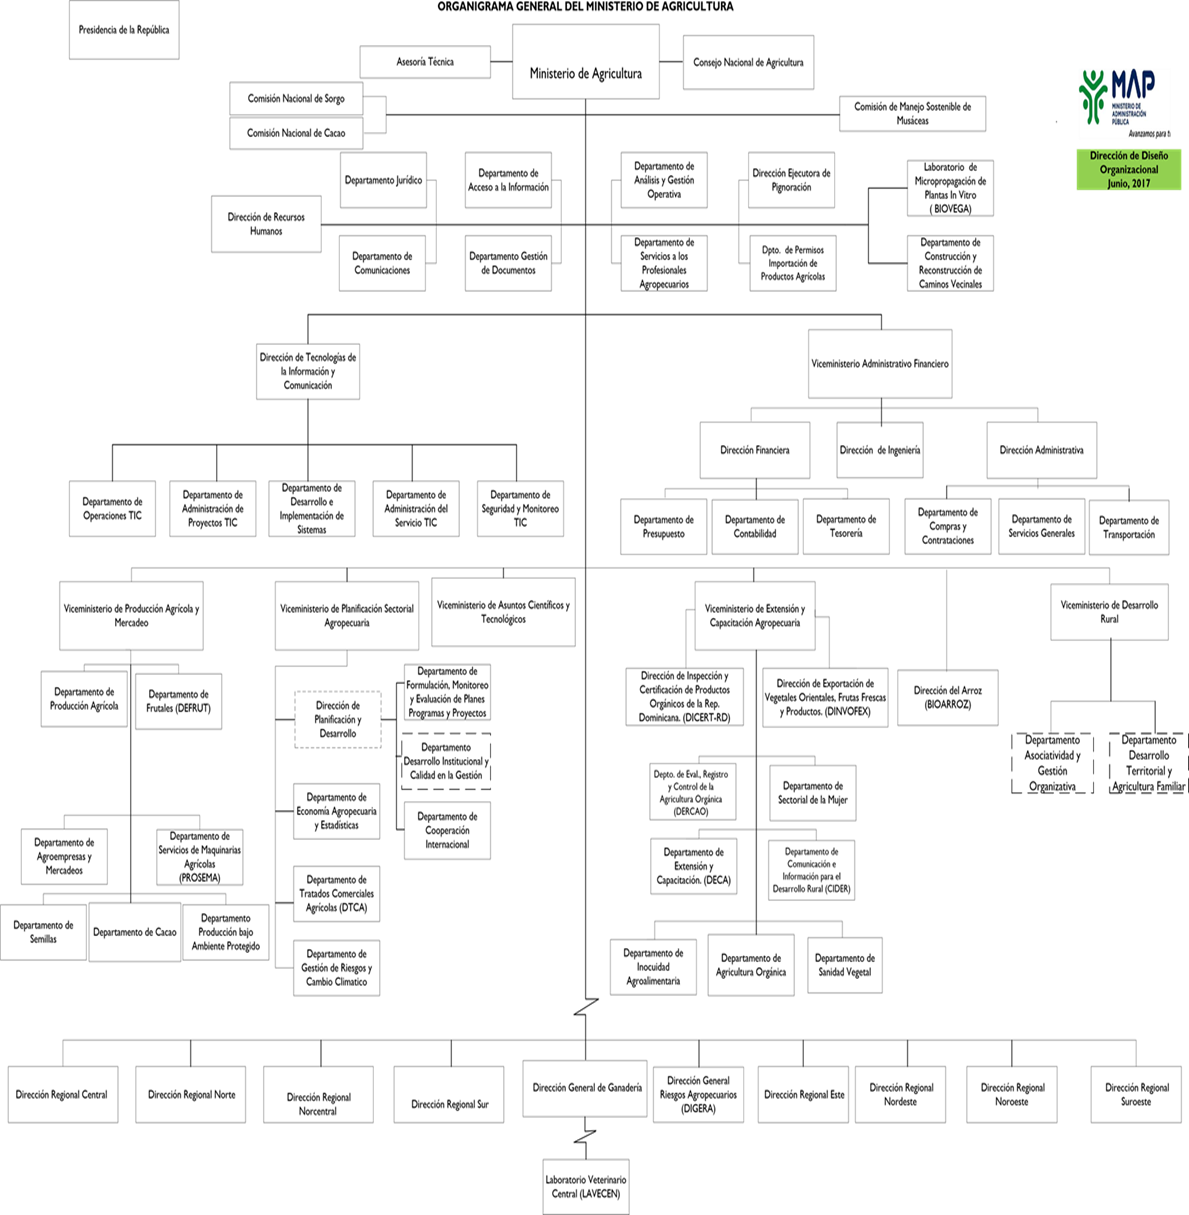 ORGANIGRAMA GENERAL DEL MINISTERIO DE AGRICULTURA
Presidencia de la República
Asesoría Técnica
Ministerio de Agricultura
Consejo Nacional de Agricultura
Comisión Nacional de Sorgo
Comisión Nacional de Cacao
Comisión de Manejo Sostenible de
Musáceas
MAP
MINISTERIO DE
ADMINISTRACIÓN
PÚBLICA
Avanzamos para ti
Dirección de Diseño
Organizacional
Junio, 2017
Departamento Jurídico
Departamento de
Acceso a la Información
Departamento de
Análisis y Gestión
Operativa
Dirección Ejecutora de
Pignoración
Laboratorio de
Micropropagación de
Plantas In Vitro
( BIOVEGA)
Dirección de Recursos
Humanos
Departamento de
Comunicaciones
Departamento Gestión
de Documentos
Departamento de
Servicios a los
Profesionales
Agropecuarios
Dpto. de Permisos
Importación de
Productos Agrícolas
Departamento de
Construcción y
Reconstrucción de
Caminos Vecinales
Dirección de Tecnologías de
la Información y
Comunicación
Viceministerio Administrativo Financiero
Dirección Financiera
Dirección de Ingeniería
Dirección Administrativa
Departamento de
Operaciones TIC
Departamento de
Administración de
Proyectos TIC
Departamento de
Desarrollo e
Implementación de
Sistemas
Departamento de
Administración del
Servicio TIC
Departamento de
Seguridad y Monitoreo
TIC
Departamento de
Presupuesto
Departamento de
Contabilidad
Departamento de
Tesorería
Departamento de
Compras y
Contrataciones
Departamento de
Servicios Generales
Departamento de
Transportación
Viceministerio de Producción Agrícola y
Mercadeo
Viceministerio de Planificación Sectorial
Agropecuaria
Viceministerio de Asuntos Científicos y
Tecnológicos
Viceministerio de Extensión y
Capacitación Agropecuaria
Viceministerio de Desarrollo
Rural
Departamento de
Producción Agrícola
Departamento de
Frutales (DEFRUT)
Dirección de
Planificación y
Desarrollo
Departamento de
Formulación, Monitoreo
y Evaluación de Planes
Programas y Proyectos
Departamento
Desarrollo Institucional y
Calidad en la Gestión
Departamento de
Cooperación
Internacional
Dirección de Inspección y
Certificación de Productos
Orgánicos de la Rep.
Dominicana. (DICERT-RD)
Dirección de Exportación de
Vegetales Orientales, Frutas Frescas
y Productos. (DINVOFEX)
Dirección del Arroz
(BIOARROZ)
Departamento
Asociatividad y
Gestión
Organizativa
Departamento
Desarrollo
Territorial y
Agricultura Familiar
Departamento de
Economía Agropecuaria
y Estadísticas
Depto. de Eval., Registro
y Control de la
Agricultura Orgánica
(DERCAO)
Departamento de
Sectorial de la Mujer
Departamento de
Agroempresas y
Mercadeos
Departamento de
Servicios de Maquinarias
Agrícolas
(PROSEMA)
Departamento de
Tratados Comerciales
Agrícolas (DTCA)
Departamento de
Extensión y
Capacitación. (DECA)
Departamento de
Comunicación e
Información para el
Desarrollo Rural (CIDER)
Departamento de
Semillas
Departamento de Cacao
Departamento
Producción bajo
Ambiente Protegido
Departamento de
Gestión de Riesgos y
Cambio Climatico
Departamento de
Inocuidad
Agroalimentaria
Departamento de
Agricultura Orgánica
Departamento de
Sanidad Vegetal
Dirección Regional Central
Dirección Regional Norte
Dirección Regional
Norcentral
Dirección Regional Sur
Dirección General de Ganadería
Dirección General
Riesgos Agropecuarios
(DIGERA)
Dirección Regional Este
Dirección Regional
Nordeste
Dirección Regional
Noroeste
Dirección Regional
Suroeste
Laboratorio Veterinario
Central (LAVECEN)